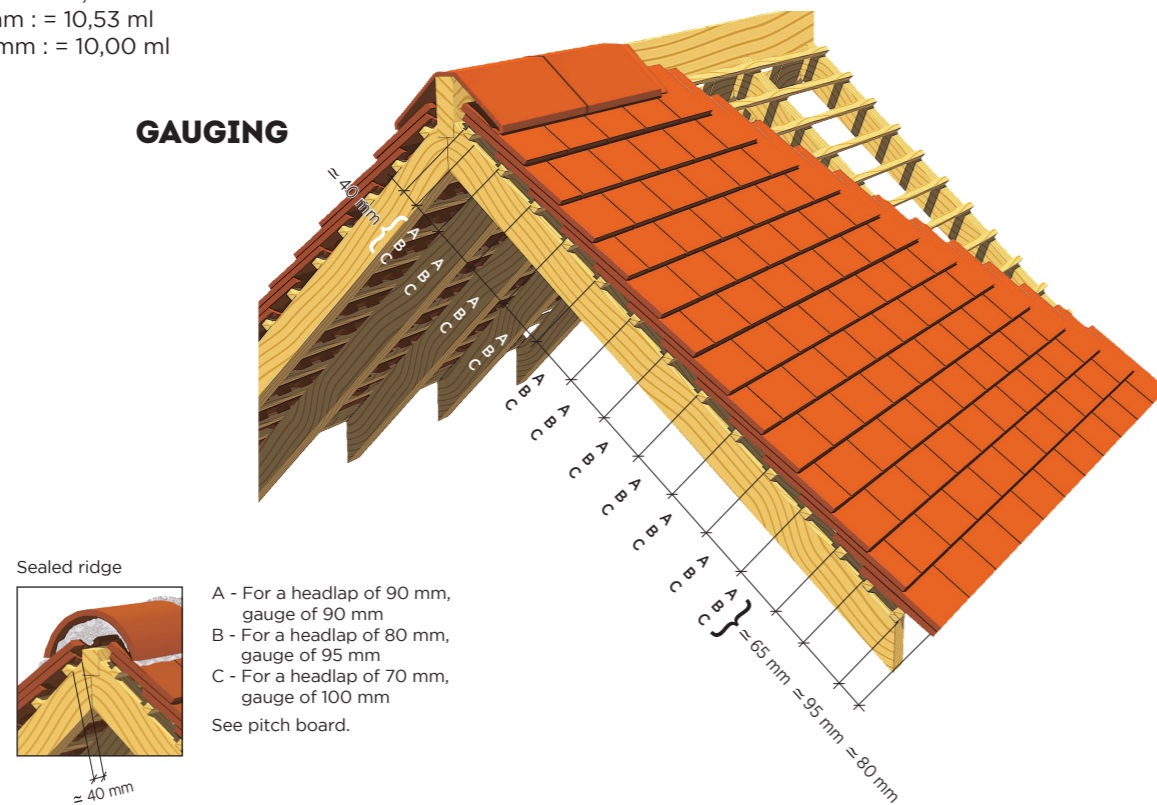 mm : = 10,53 ml
mm : = 10,00 ml
GAUGING
≃ 40 mm
A
B
C
A
B
C
A
B
C
A
B
C
A
B
C
A
B
C
A
B
C
A
B
C
A
B
C
A
B
C
A
B
C
≃ 65 mm ≃ 95 mm ≃ 80 mm
Sealed ridge
A - For a headlap of 90 mm,
gauge of 90 mm
B - For a headlap of 80 mm,
gauge of 95 mm
C - For a headlap of 70 mm,
gauge of 100 mm
See pitch board.
≃ 40 mm